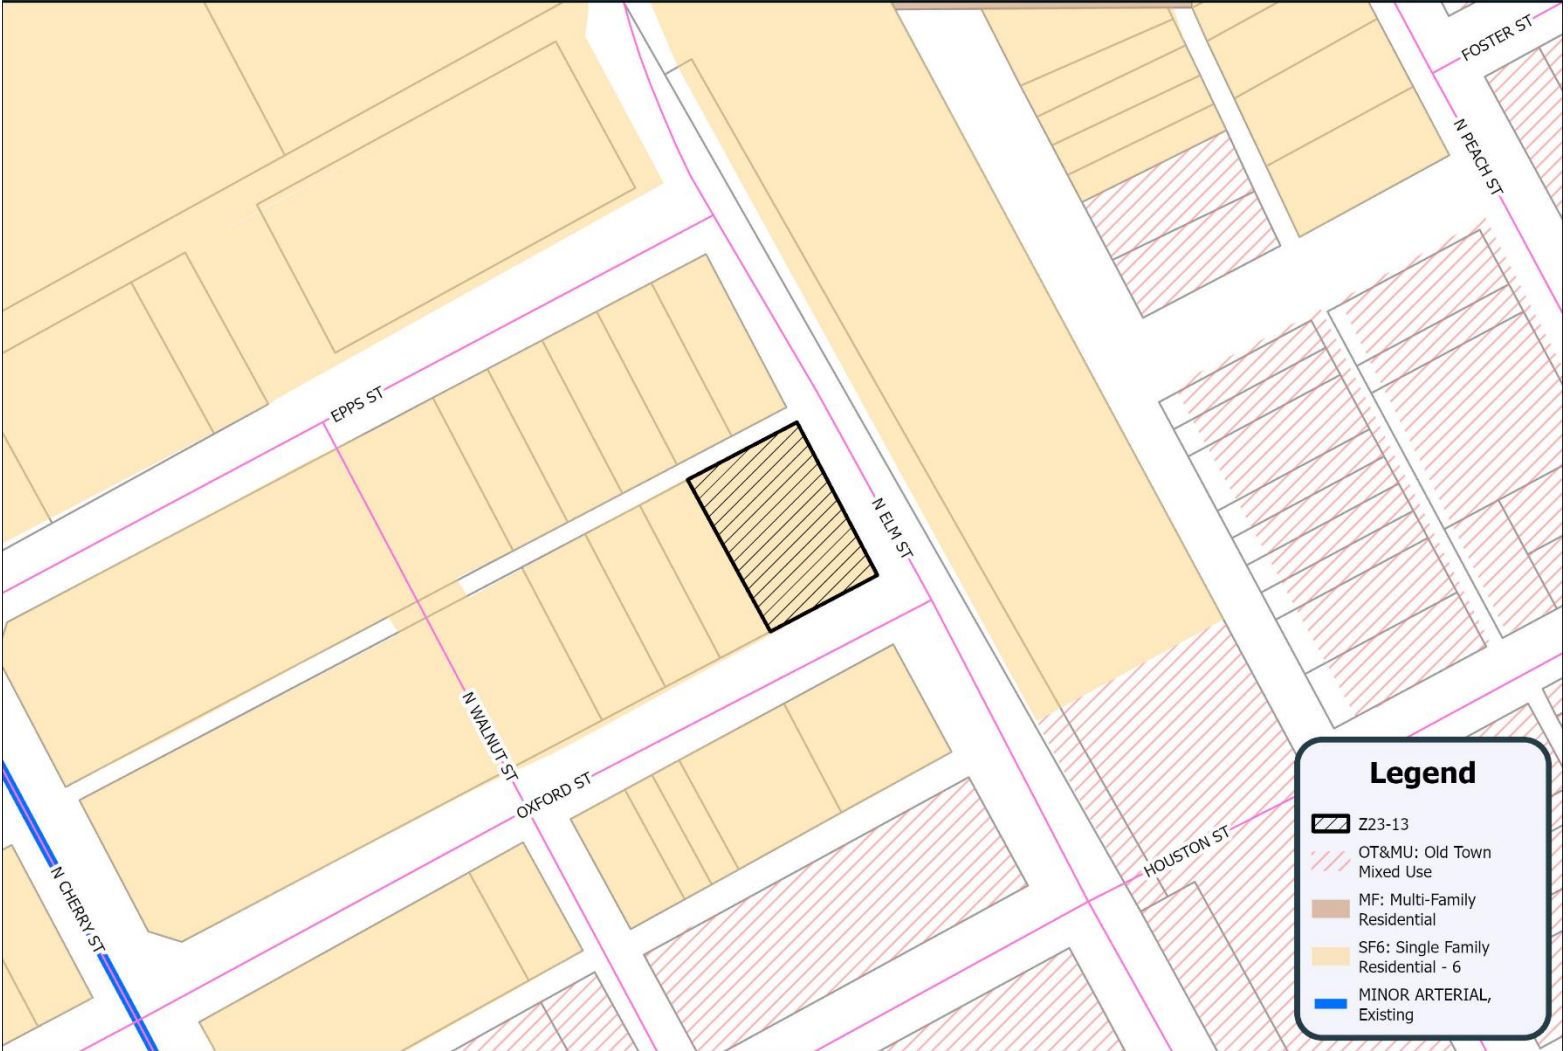 FOSTER ST
N PEACH ST
EPPS ST
N ELM ST
N WALNUT ST
OXFORD ST
HOUSTON ST
N CHERRY ST
Legend
Z23-13
OT&MU: Old Town
Mixed Use
MF: Multi-Family
Residential
SF6: Single Family
Residential - 6
MINOR ARTERIAL,
Existing